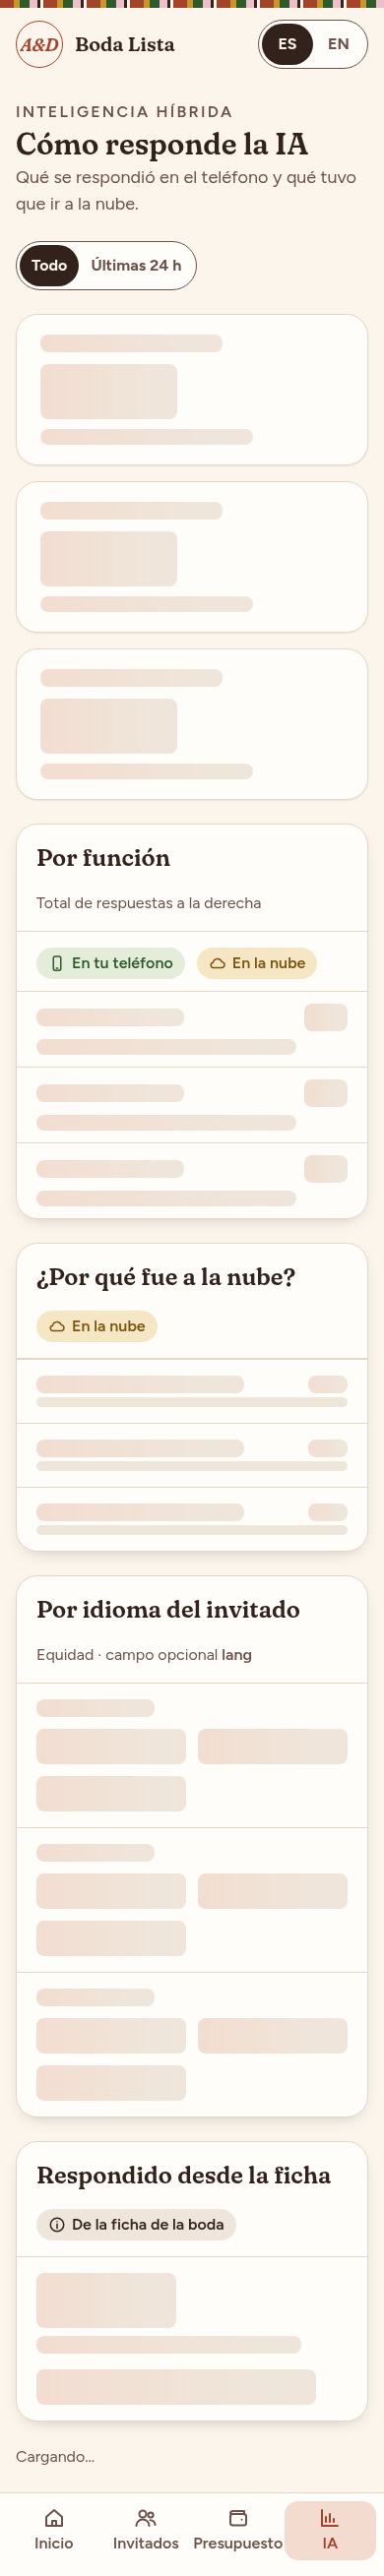 A&D Boda Lista ES EN
INTELIGENCIA HÍBRIDA
Cómo responde la IA
Qué se respondió en el teléfono y qué tuvo
que ir a la nube.
Todo Últimas 24 h
Por función
Total de respuestas a la derecha
En tu teléfono En la nube
¿Por qué fue a la nube?
En la nube
Por idioma del invitado
Equidad · campo opcional lang
Respondido desde la ficha
De la ficha de la boda
Cargando...
Inicio Invitados Presupuesto IA